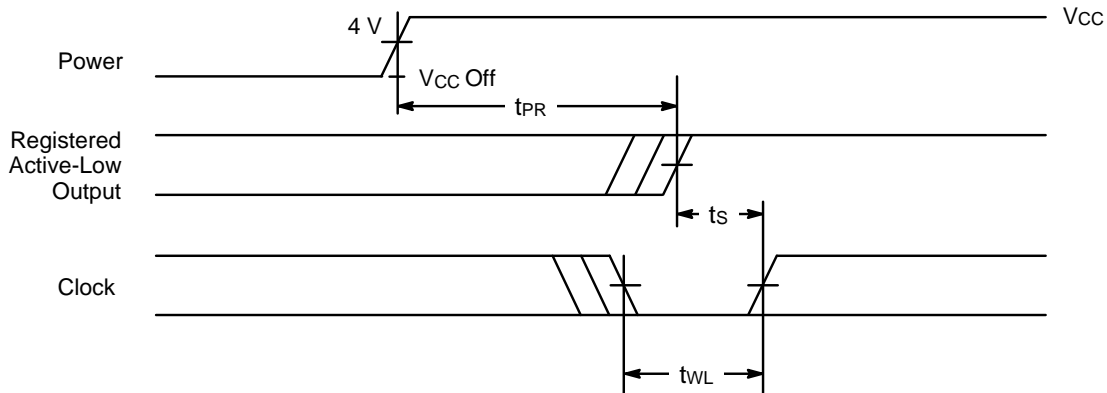 4 V
VCC
Power
VCC Off
tPR
Registered
Active-Low
Output
tS
Clock
tWL